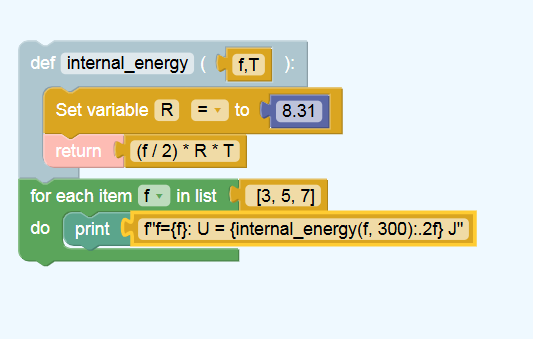 def internal_energy ( f,T ):
Set variable R = to 8.31
return (f / 2) * R * T
for each item f in list [3, 5, 7]
do print f"f={f}: U = {internal_energy(f, 300):.2f} J"